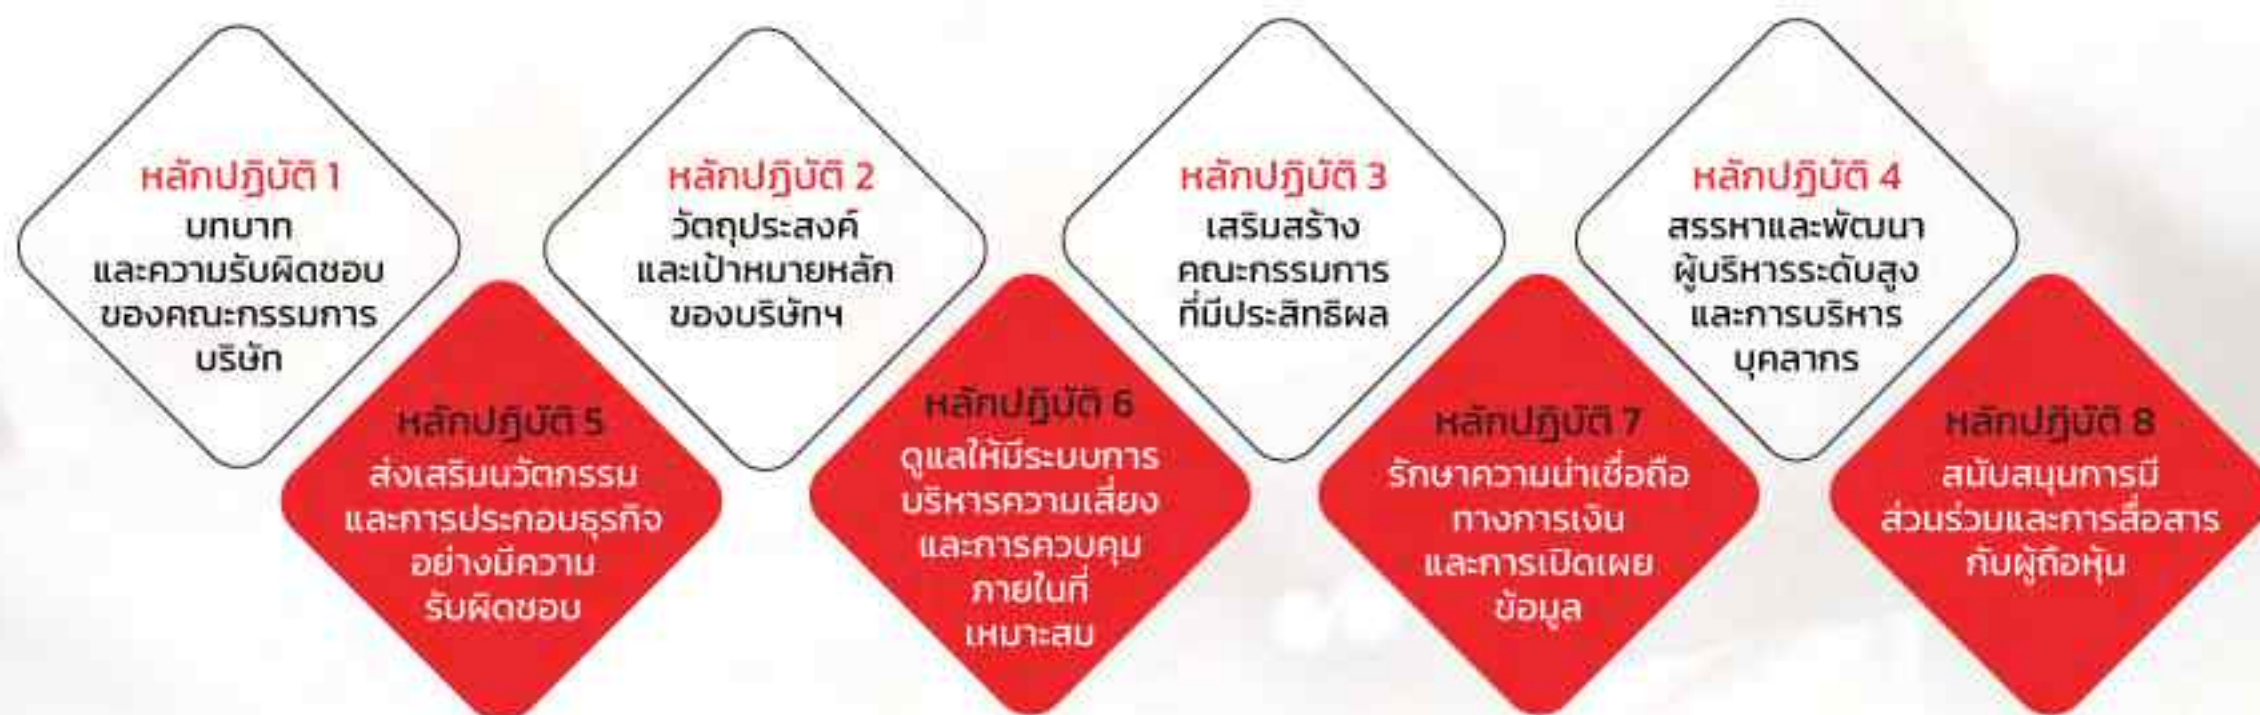 หลักปฏิบัติ 1
บทบาท
และความรับผิดชอบ
ของคณะกรรมการ
บริษัท
หลักปฏิบัติ 2
วัตถุประสงค์
และเป้าหมายหลัก
ของบริษัทฯ
หลักปฏิบัติ 3
เสริมสร้าง
คณะกรรมการ
ที่มีประสิทธิผล
หลักปฏิบัติ 4
สรรหาและพัฒนา
ผู้บริหารระดับสูง
และการบริหาร
บุคลากร
หลักปฏิบัติ 5
ส่งเสริมนวัตกรรม
และการประกอบธุรกิจ
อย่างมีความ
รับผิดชอบ
หลักปฏิบัติ 6
ดูแลให้มีระบบการ
บริหารความเสี่ยง
และการควบคุม
ภายในที่
เหมาะสม
หลักปฏิบัติ 7
รักษาความน่าเชื่อถือ
ทางการเงิน
และการเปิดเผย
ข้อมูล
หลักปฏิบัติ 8
สนับสนุนการมี
ส่วนร่วมและการสื่อสาร
กับผู้ถือหุ้น